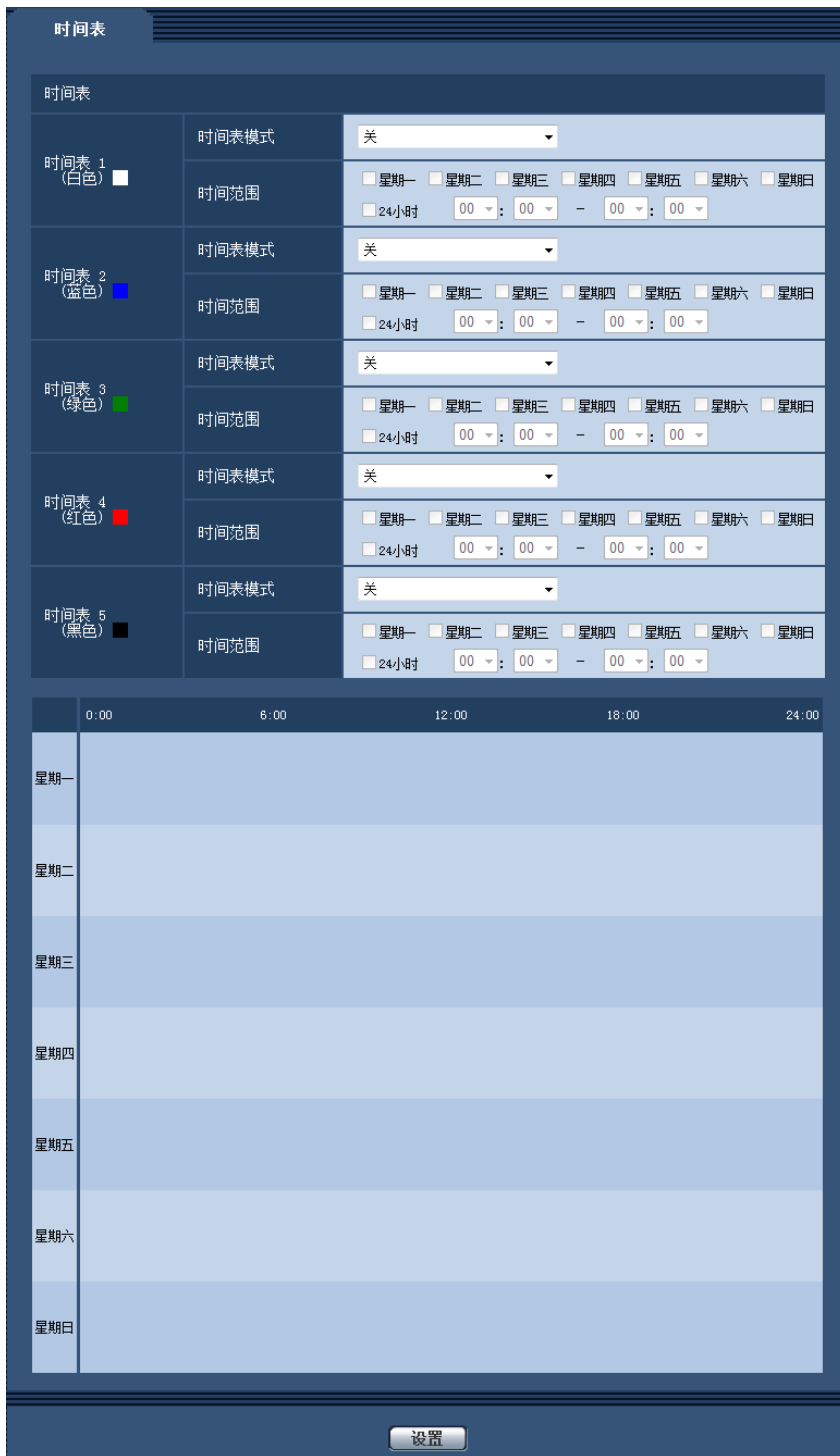 时间表
时间表
时间表 1
(白色)
时间表模式
关
时间范围
星期一 星期二 星期三 星期四 星期五 星期六 星期日
24小时 00 : 00 - 00 : 00
时间表 2
(蓝色)
时间表模式
关
时间范围
星期一 星期二 星期三 星期四 星期五 星期六 星期日
24小时 00 : 00 - 00 : 00
时间表 3
(绿色)
时间表模式
关
时间范围
星期一 星期二 星期三 星期四 星期五 星期六 星期日
24小时 00 : 00 - 00 : 00
时间表 4
(红色)
时间表模式
关
时间范围
星期一 星期二 星期三 星期四 星期五 星期六 星期日
24小时 00 : 00 - 00 : 00
时间表 5
(黑色)
时间表模式
关
时间范围
星期一 星期二 星期三 星期四 星期五 星期六 星期日
24小时 00 : 00 - 00 : 00
0:00 6:00 12:00 18:00 24:00
星期一
星期二
星期三
星期四
星期五
星期六
星期日
设置